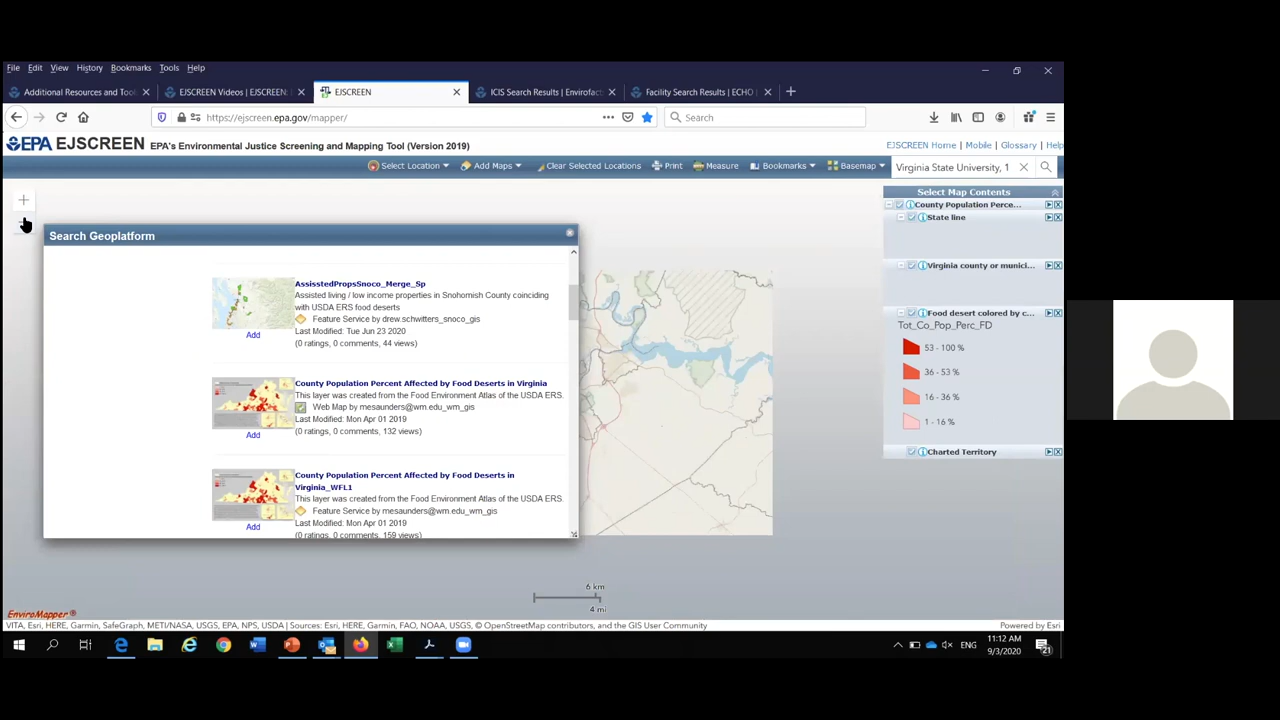 File Edit View History Bookmarks Tools Help
Additional Resources and Tool
EJSCREEN Videos | EJSCREEN:
EJSCREEN
ICIS Search Results | Envirofact
Facility Search Results | ECHO
https://ejscreen.epa.gov/mapper/
Search
EPA EJSCREEN EPA's Environmental Justice Screening and Mapping Tool (Version 2019)
EJSCREEN Home | Mobile | Glossary | Help
Select Location Add Maps Clear Selected Locations Print Measure Bookmarks Basemap
Virginia State University, 1
Select Map Contents
County Population Perce...
State line
Virginia county or munici...
Food desert colored by c...
Tot_Co_Pop_Perc_FD
53 - 100 %
36 - 53 %
16 - 36 %
1 - 16 %
Charted Territory
Search Geoplatform
AssisstedPropsSnoco_Merge_Sp
Assisted living / low income properties in Snohomish County coinciding
with USDA ERS food deserts
Feature Service by drew.schwitters_snoco_gis
Last Modified: Tue Jun 23 2020
(0 ratings, 0 comments, 44 views)
Add
County Population Percent Affected by Food Deserts in Virginia
This layer was created from the Food Environment Atlas of the USDA ERS.
Web Map by mesaunders@wm.edu_wm_gis
Last Modified: Mon Apr 01 2019
(0 ratings, 0 comments, 132 views)
Add
County Population Percent Affected by Food Deserts in
Virginia_WFL1
This layer was created from the Food Environment Atlas of the USDA ERS.
Feature Service by mesaunders@wm.edu_wm_gis
Last Modified: Mon Apr 01 2019
(0 ratings, 0 comments, 159 views)
Add
6 km
4 mi
EnviroMapper ®
VITA, Esri, HERE, Garmin, SafeGraph, METI/NASA, USGS, EPA, NPS, USDA | Sources: Esri, HERE, Garmin, FAO, NOAA, USGS, © OpenStreetMap contributors, and the GIS User Community
Powered by Esri
ENG
11:12 AM
9/3/2020
21